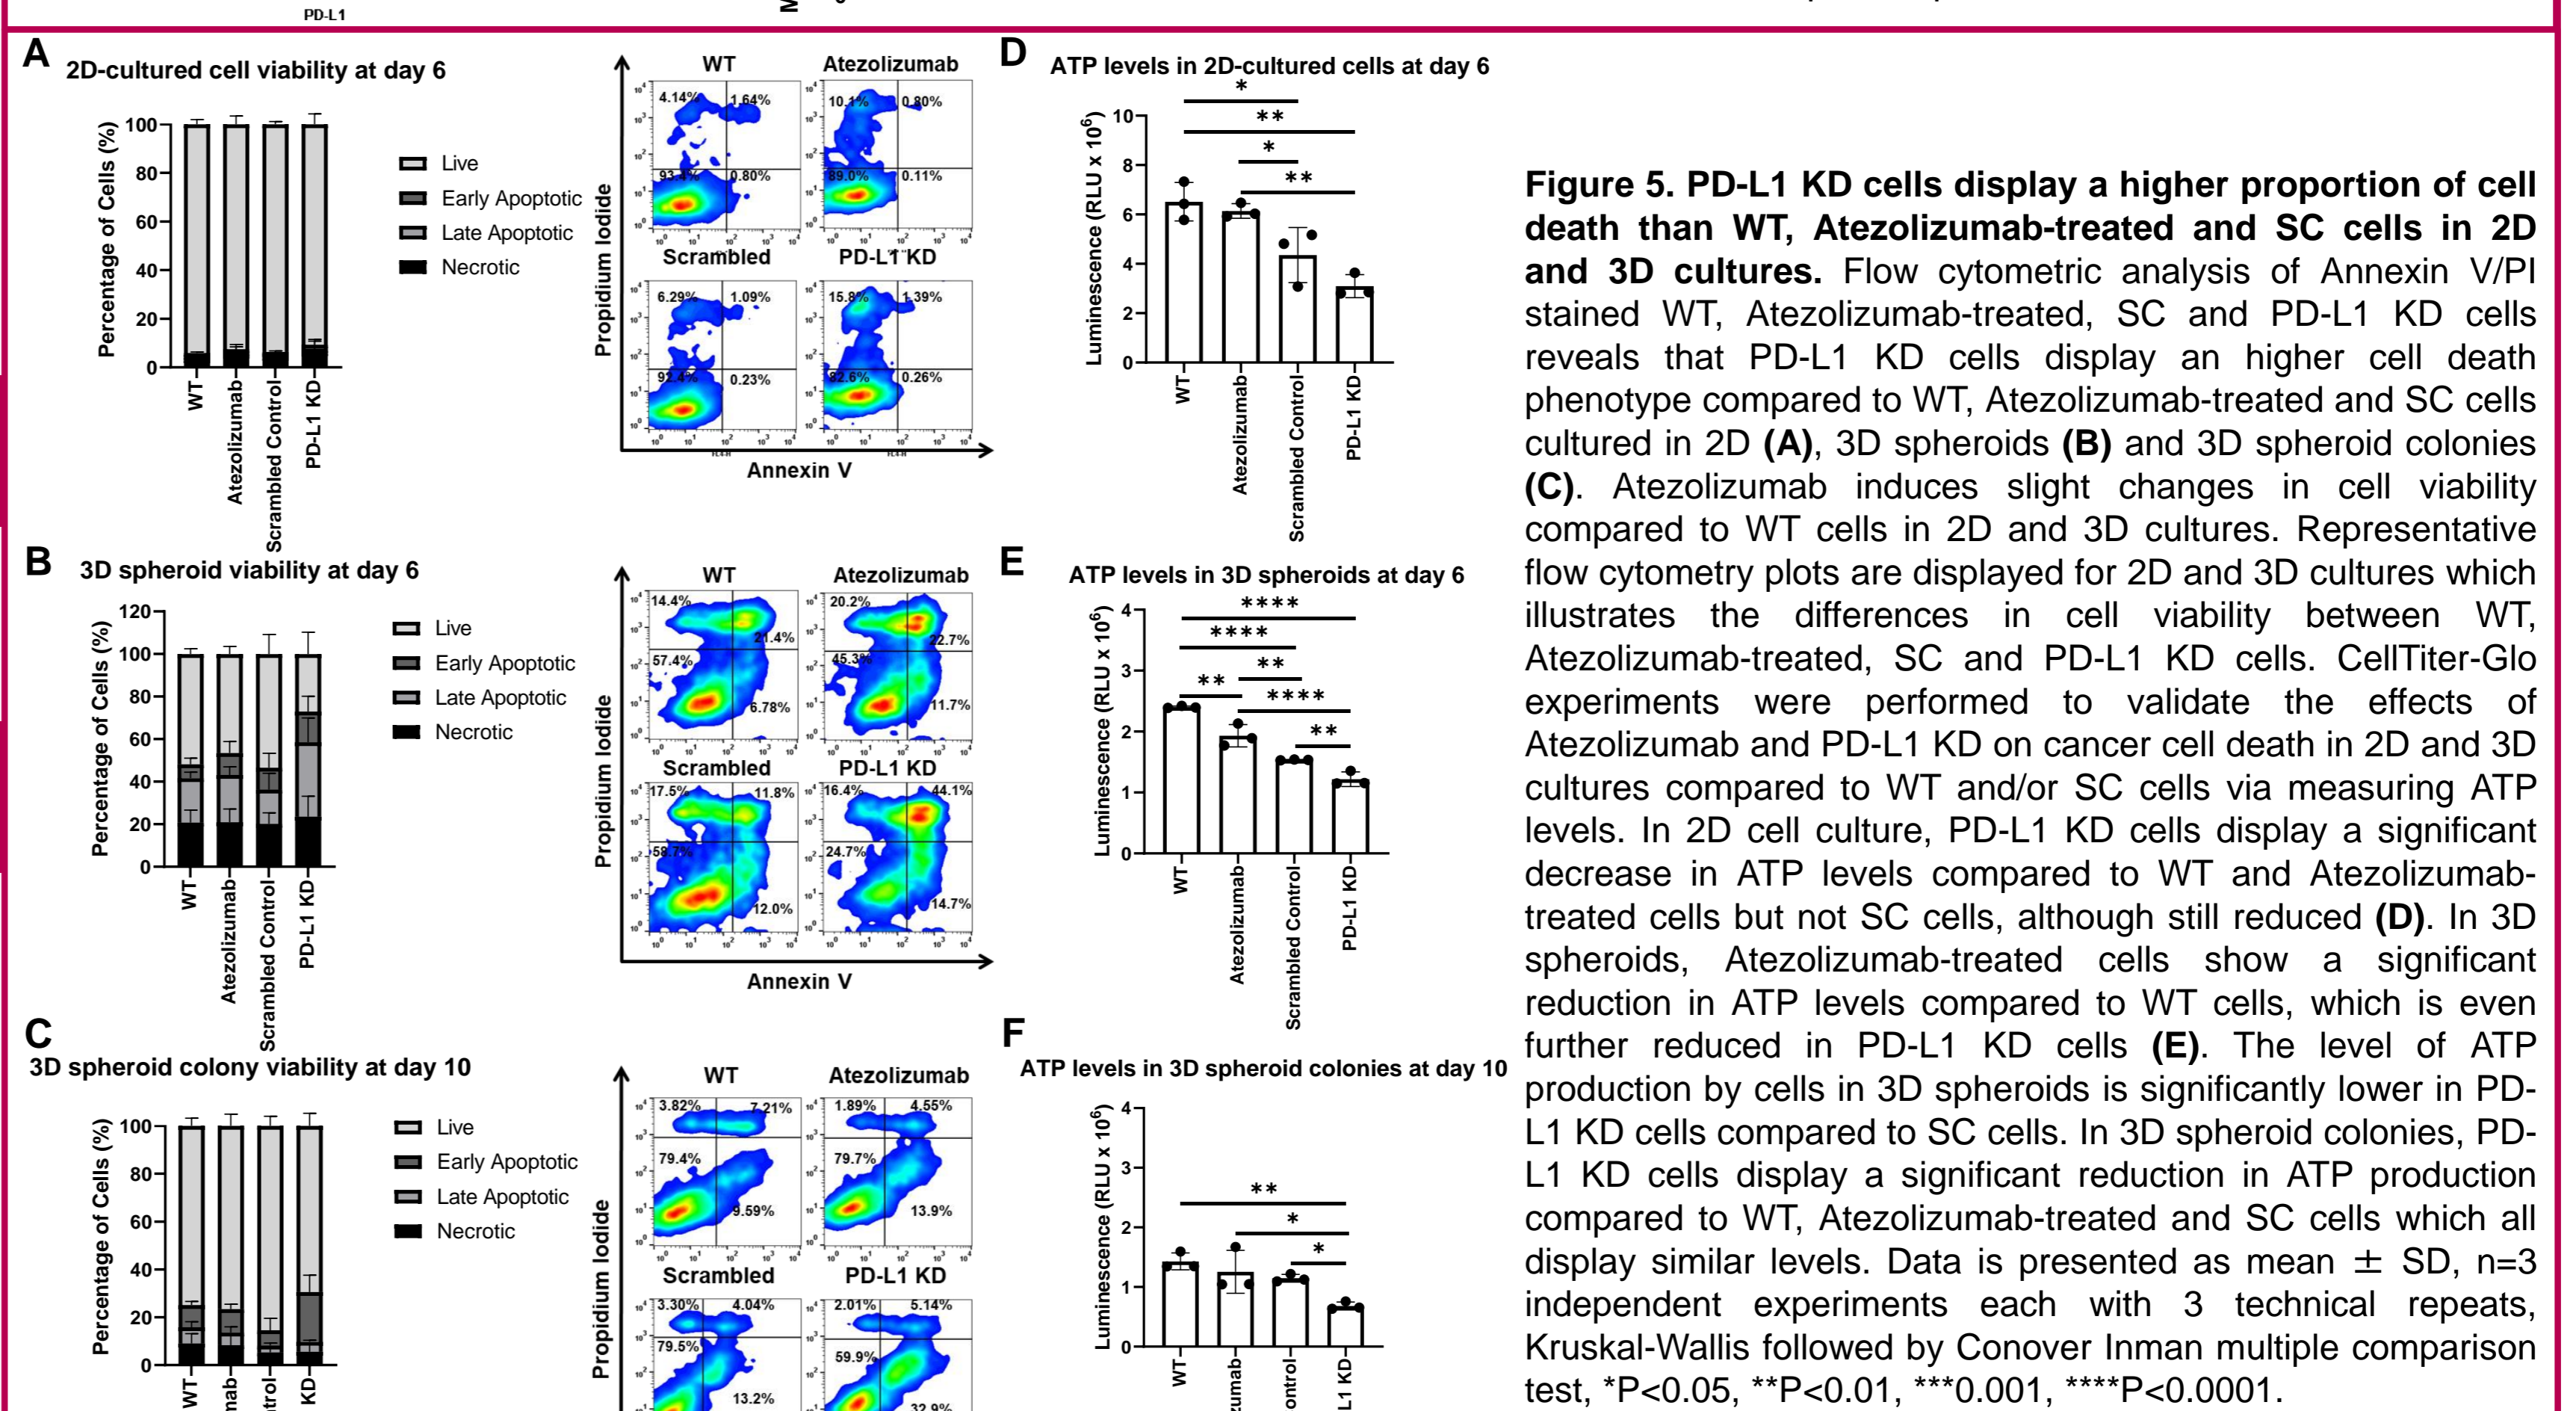 PD-L1
A
2D-cultured cell viability at day 6
Percentage of Cells (%)
100
80
60
40
20
0
WT
Atezolizumab
Scrambled Control
PD-L1 KD
Live
Early Apoptotic
Late Apoptotic
Necrotic
Propidium Iodide
WT
4.14%
1.64%
93.4%
0.80%
Atezolizumab
10.1%
0.80%
89.0%
0.11%
Scrambled
6.29%
1.09%
92.4%
0.23%
PD-L1 KD
15.8%
1.39%
82.6%
0.26%
Annexin V
B
3D spheroid viability at day 6
Percentage of Cells (%)
120
100
80
60
40
20
0
WT
Atezolizumab
Scrambled Control
PD-L1 KD
Live
Early Apoptotic
Late Apoptotic
Necrotic
Propidium Iodide
WT
14.4%
21.4%
57.4%
6.78%
Atezolizumab
20.2%
22.7%
45.3%
11.7%
Scrambled
17.5%
11.8%
58.7%
12.0%
PD-L1 KD
16.4%
44.1%
24.7%
14.7%
Annexin V
C
3D spheroid colony viability at day 10
Percentage of Cells (%)
100
80
60
40
20
0
WT
mab
trol
KD
Live
Early Apoptotic
Late Apoptotic
Necrotic
Propidium Iodide
WT
3.82%
7.21%
79.4%
9.59%
Atezolizumab
1.89%
4.55%
79.7%
13.9%
Scrambled
3.30%
4.04%
79.5%
13.2%
PD-L1 KD
2.01%
5.14%
59.9%
32.9%
D
ATP levels in 2D-cultured cells at day 6
Luminescence (RLU x 10⁶)
10
8
6
4
2
0
*
**
*
**
WT
Atezolizumab
Scrambled Control
PD-L1 KD
E
ATP levels in 3D spheroids at day 6
Luminescence (RLU x 10⁶)
4
3
2
1
0
****
****
**
**
****
**
WT
Atezolizumab
Scrambled Control
PD-L1 KD
F
ATP levels in 3D spheroid colonies at day 10
Luminescence (RLU x 10⁶)
4
3
2
1
0
**
*
*
WT
zumab
ontrol
L1 KD
Figure 5. PD-L1 KD cells display a higher proportion of cell
death than WT, Atezolizumab-treated and SC cells in 2D
and 3D cultures. Flow cytometric analysis of Annexin V/PI
stained WT, Atezolizumab-treated, SC and PD-L1 KD cells
reveals that PD-L1 KD cells display an higher cell death
phenotype compared to WT, Atezolizumab-treated and SC cells
cultured in 2D (A), 3D spheroids (B) and 3D spheroid colonies
(C). Atezolizumab induces slight changes in cell viability
compared to WT cells in 2D and 3D cultures. Representative
flow cytometry plots are displayed for 2D and 3D cultures which
illustrates the differences in cell viability between WT,
Atezolizumab-treated, SC and PD-L1 KD cells. CellTiter-Glo
experiments were performed to validate the effects of
Atezolizumab and PD-L1 KD on cancer cell death in 2D and 3D
cultures compared to WT and/or SC cells via measuring ATP
levels. In 2D cell culture, PD-L1 KD cells display a significant
decrease in ATP levels compared to WT and Atezolizumab-
treated cells but not SC cells, although still reduced (D). In 3D
spheroids, Atezolizumab-treated cells show a significant
reduction in ATP levels compared to WT cells, which is even
further reduced in PD-L1 KD cells (E). The level of ATP
production by cells in 3D spheroids is significantly lower in PD-
L1 KD cells compared to SC cells. In 3D spheroid colonies, PD-
L1 KD cells display a significant reduction in ATP production
compared to WT, Atezolizumab-treated and SC cells which all
display similar levels. Data is presented as mean ± SD, n=3
independent experiments each with 3 technical repeats,
Kruskal-Wallis followed by Conover Inman multiple comparison
test, *P<0.05, **P<0.01, ***0.001, ****P<0.0001.